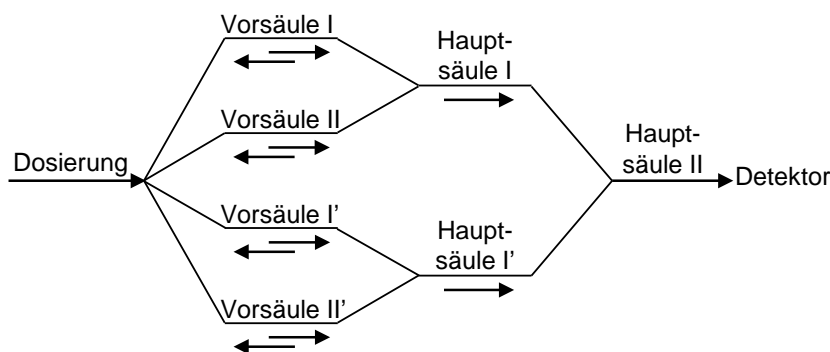 Vorsäule I
Haupt-
säule I
Vorsäule II
Dosierung
Haupt-
säule II
Detektor
Vorsäule I’
Haupt-
säule I’
Vorsäule II’